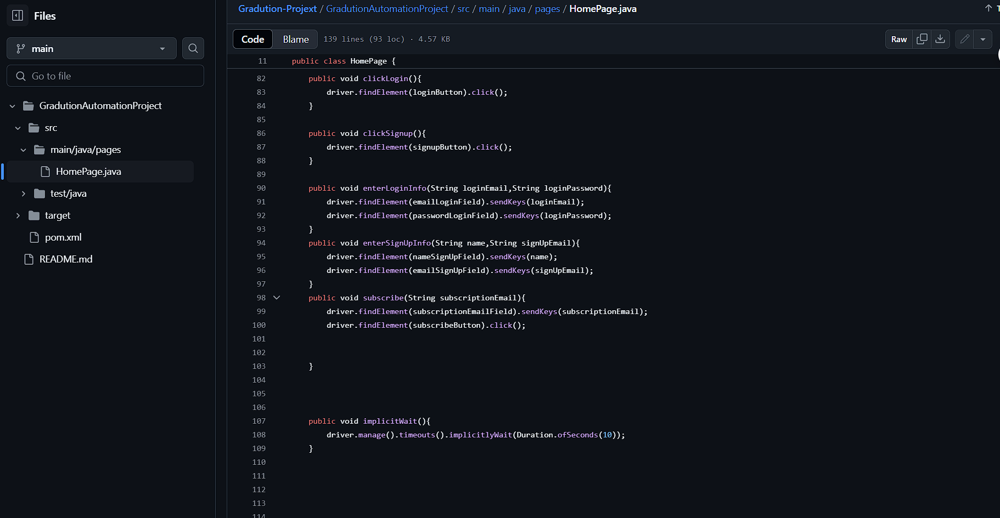 Files
main
Go to file
GradutionAutomationProject
src
main/java/pages
HomePage.java
test/java
target
pom.xml
README.md
Gradution-Projext / GradutionAutomationProject / src / main / java / pages / HomePage.java
Code Blame 139 lines (93 loc) · 4.57 KB Raw
11 public class HomePage {
82 public void clickLogin(){
83 driver.findElement(loginButton).click();
84 }
85
86 public void clickSignup(){
87 driver.findElement(signupButton).click();
88 }
89
90 public void enterLoginInfo(String loginEmail,String loginPassword){
91 driver.findElement(emailLoginField).sendKeys(loginEmail);
92 driver.findElement(passwordLoginField).sendKeys(loginPassword);
93 }
94 public void enterSignUpInfo(String name,String signUpEmail){
95 driver.findElement(nameSignUpField).sendKeys(name);
96 driver.findElement(emailSignUpField).sendKeys(signUpEmail);
97 }
98 public void subscribe(String subscriptionEmail){
99 driver.findElement(subscriptionEmailField).sendKeys(subscriptionEmail);
100 driver.findElement(subscribeButton).click();
101
102
103 }
104
105
106
107 public void implicitWait(){
108 driver.manage().timeouts().implicitlyWait(Duration.ofSeconds(10));
109 }
110
111
112
113
114